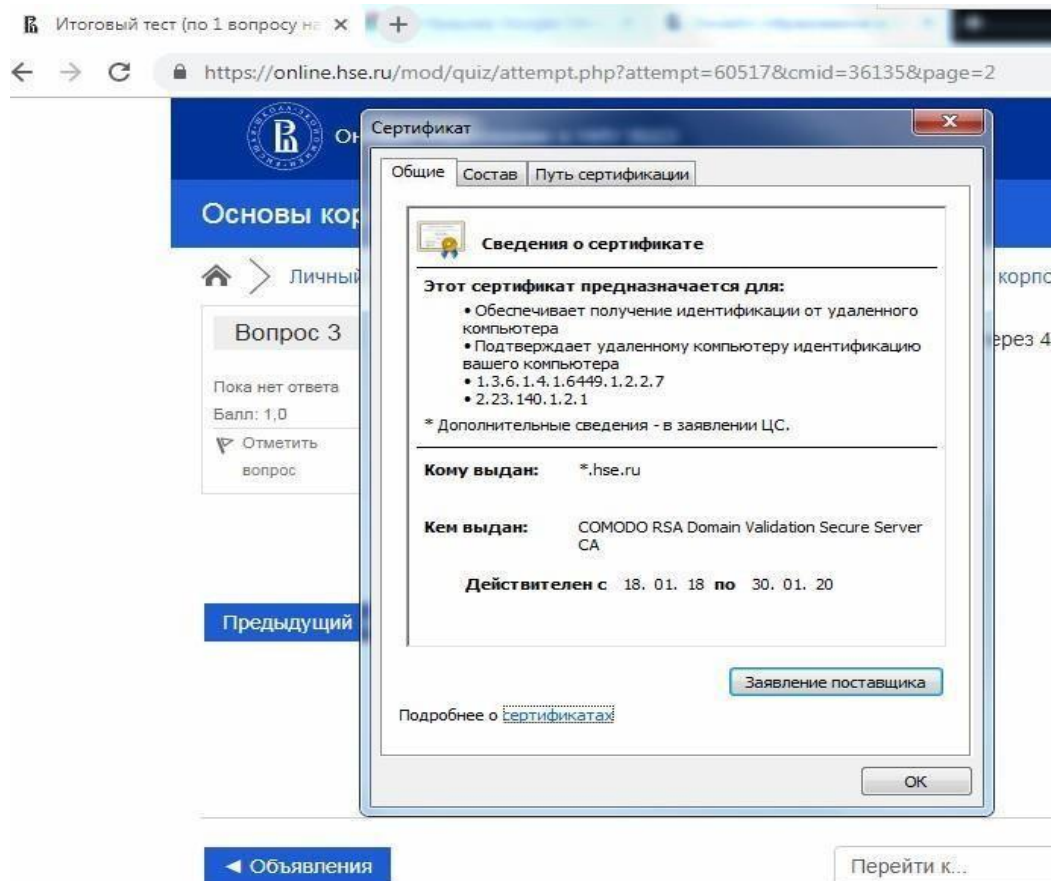 Итоговый тест (по 1 вопросу на
https://online.hse.ru/mod/quiz/attempt.php?attempt=60517&cmid=36135&page=2
Он
Сертификат
Общие Состав Путь сертификации
Основы кор
Сведения о сертификате
Личный
корпо
Этот сертификат предназначается для:
• Обеспечивает получение идентификации от удаленного
компьютера
• Подтверждает удаленному компьютеру идентификацию
вашего компьютера
• 1.3.6.1.4.1.6449.1.2.2.7
• 2.23.140.1.2.1
* Дополнительные сведения - в заявлении ЦС.
Вопрос 3
ерез 4
Пока нет ответа
Балл: 1,0
Отметить
вопрос
Кому выдан: *.hse.ru
Кем выдан: COMODO RSA Domain Validation Secure Server
CA
Действителен с 18. 01. 18 по 30. 01. 20
Предыдущий
Заявление поставщика
Подробнее о сертификатах
OK
◄ Объявления
Перейти к...